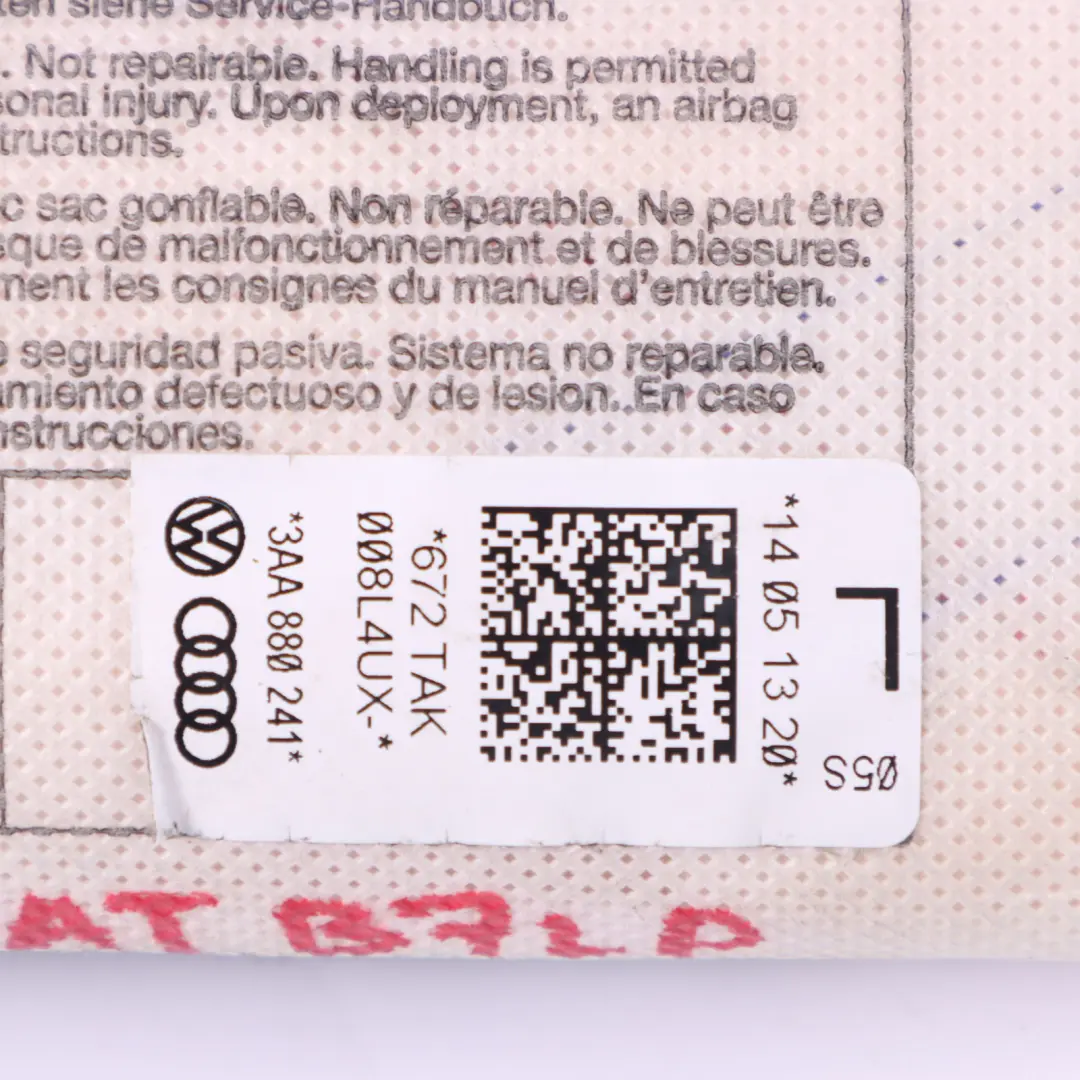 siehe Service-Handbuch.
. Not repairable. Handling is permitted
sonal injury. Upon deployment, an airbag
tructions.
c sac gonflable. Non réparable. Ne peut être
sque de malfonctionnement et de blessures.
ment les consignes du manuel d'entretien.
e seguridad pasiva. Sistema no reparable.
amiento defectuoso y de lesion. En caso
nstrucciones.
*3AA 880 241*
*672 TAK
008L4UX-*
*14 05 13 20*
L
05S
AT B7 L P